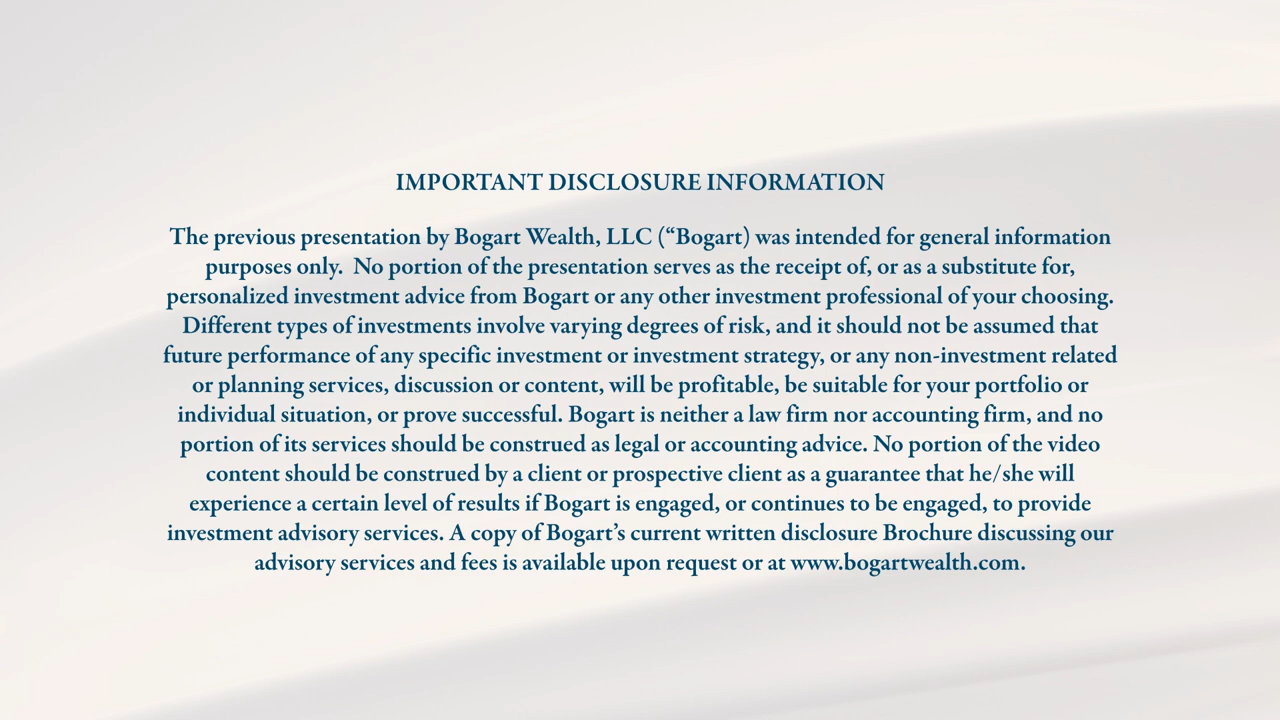 IMPORTANT DISCLOSURE INFORMATION
The previous presentation by Bogart Wealth, LLC (“Bogart) was intended for general information
purposes only.  No portion of the presentation serves as the receipt of, or as a substitute for,
personalized investment advice from Bogart or any other investment professional of your choosing.
Different types of investments involve varying degrees of risk, and it should not be assumed that
future performance of any specific investment or investment strategy, or any non-investment related
or planning services, discussion or content, will be profitable, be suitable for your portfolio or
individual situation, or prove successful. Bogart is neither a law firm nor accounting firm, and no
portion of its services should be construed as legal or accounting advice. No portion of the video
content should be construed by a client or prospective client as a guarantee that he/she will
experience a certain level of results if Bogart is engaged, or continues to be engaged, to provide
investment advisory services. A copy of Bogart’s current written disclosure Brochure discussing our
advisory services and fees is available upon request or at www.bogartwealth.com.